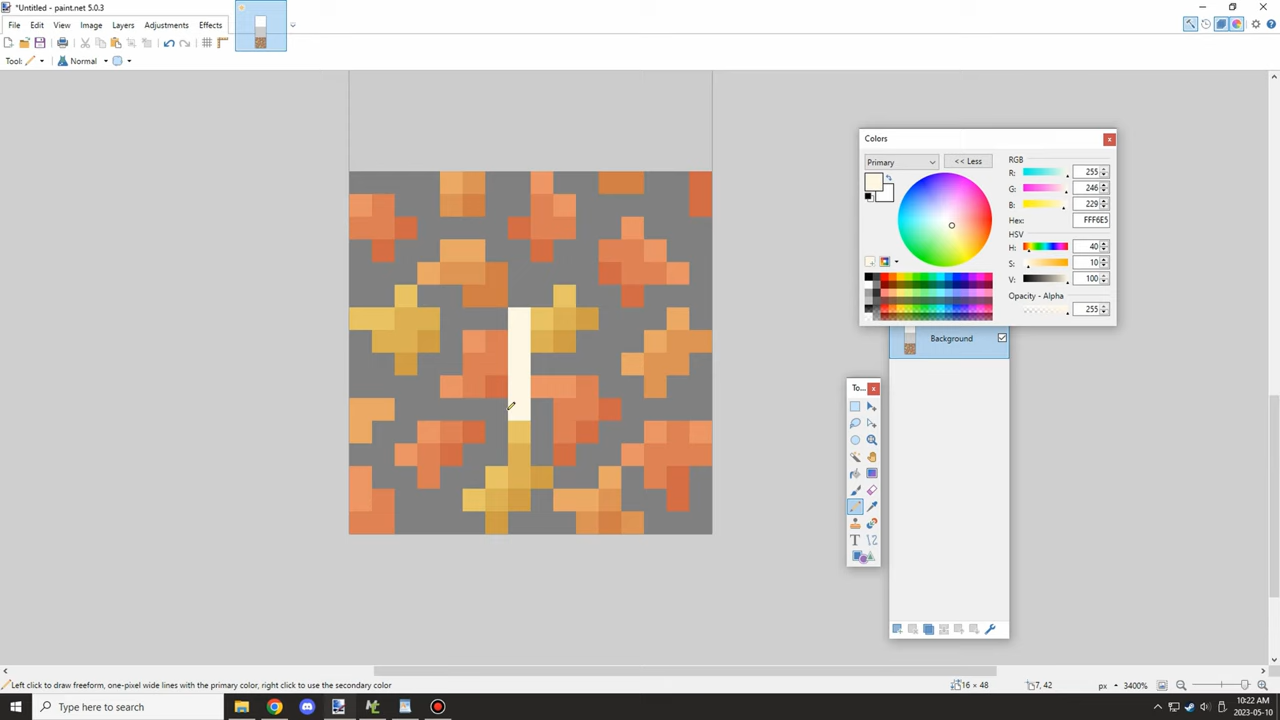 *Untitled - paint.net 5.0.3
File Edit View Image Layers Adjustments Effects
Tool: Normal
Colors
Primary
<< Less
RGB
R: 255
G: 246
B: 229
Hex: FFF6E5
HSV
H: 40
S: 10
V: 100
Opacity - Alpha
255
Background
To...
Left click to draw freeform, one-pixel wide lines with the primary color, right click to use the secondary color
16 × 48
7, 42
px
3400%
Type here to search
10:22 AM
2023-05-10